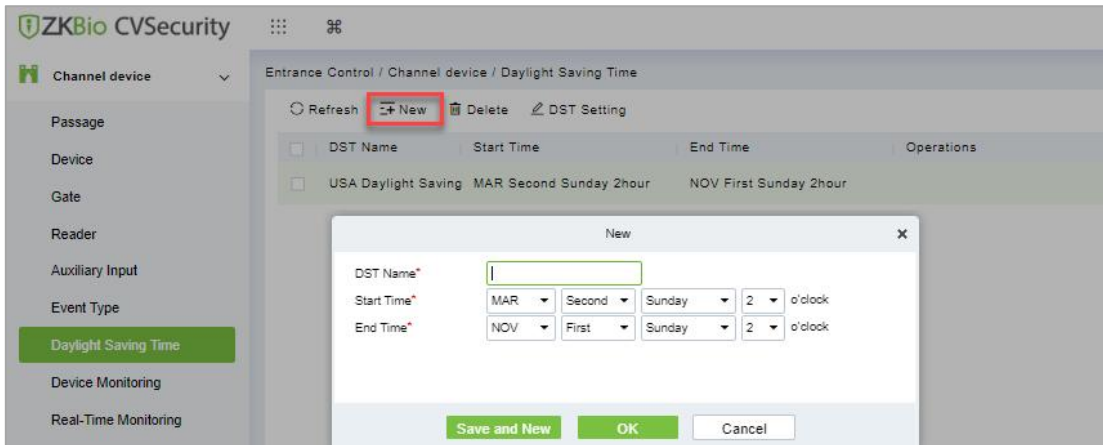 ZKBio CVSecurity
Channel device
Passage
Device
Gate
Reader
Auxiliary Input
Event Type
Daylight Saving Time
Device Monitoring
Real-Time Monitoring
Entrance Control / Channel device / Daylight Saving Time
Refresh New Delete DST Setting
DST Name Start Time End Time Operations
USA Daylight Saving MAR Second Sunday 2hour NOV First Sunday 2hour
New
DST Name*
Start Time* MAR Second Sunday 2 o'clock
End Time* NOV First Sunday 2 o'clock
Save and New OK Cancel